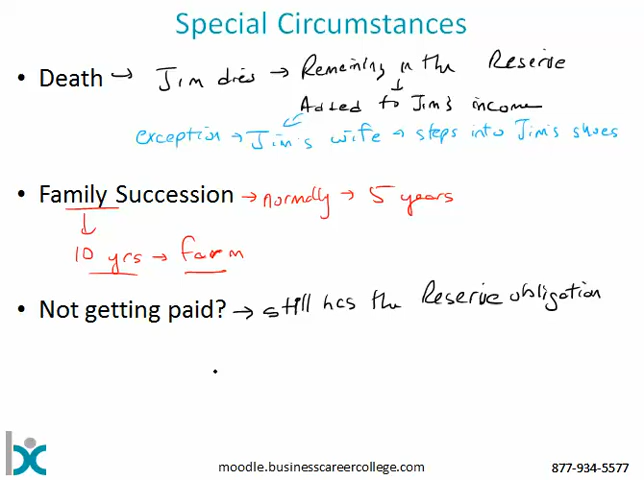 Special Circumstances
• Death → Jim dies → Remaining in the Reserve
↓
Added to Jim's income
exception → Jim's wife → steps into Jim's shoes
• Family Succession → normally → 5 years
↓
10 yrs → farm
• Not getting paid? → still has the Reserve obligation
moodle.businesscareercollege.com
877-934-5577